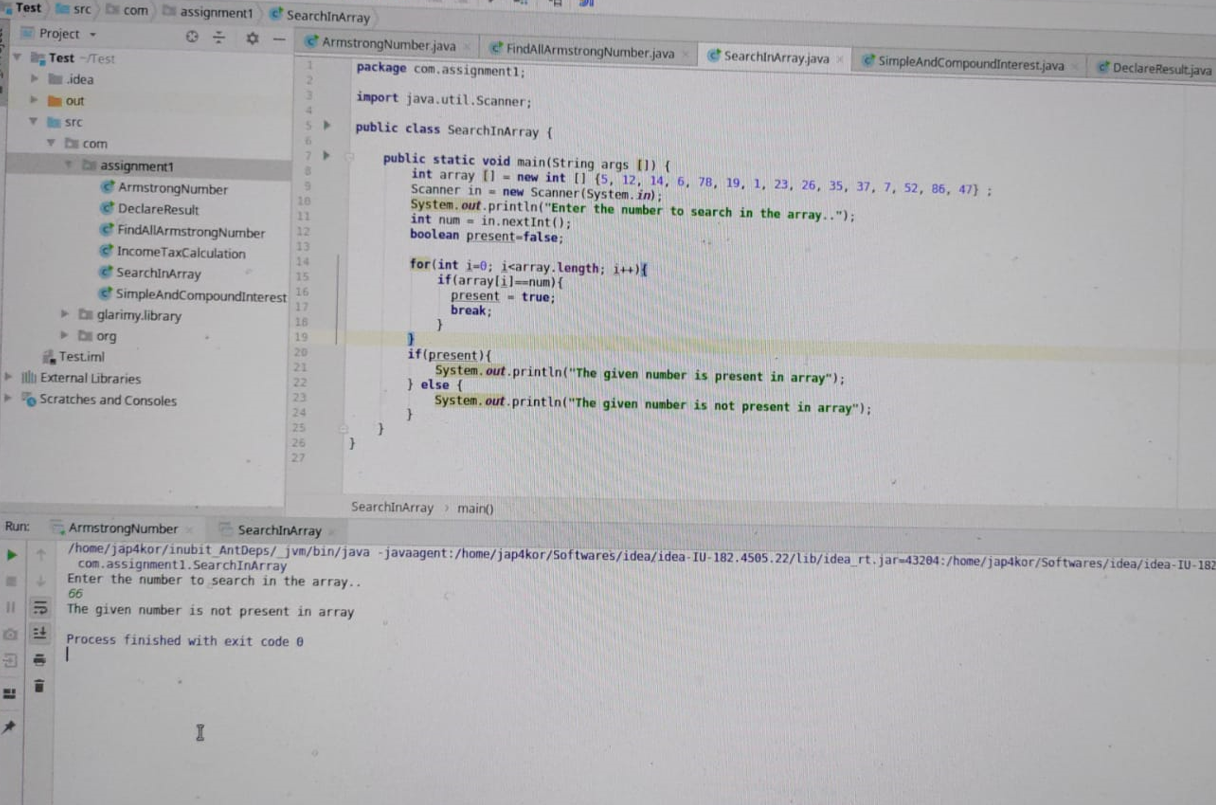 Test src com assignment1 SearchInArray
Project
ArmstrongNumber.java FindAllArmstrongNumber.java SearchInArray.java SimpleAndCompoundInterest.java DeclareResult.java
Test ~/Test
.idea
out
src
com
assignment1
ArmstrongNumber
DeclareResult
FindAllArmstrongNumber
IncomeTaxCalculation
SearchInArray
SimpleAndCompoundInterest
glarimy.library
org
Test.iml
External Libraries
Scratches and Consoles
1 package com.assignment1;
2
3 import java.util.Scanner;
4
5 public class SearchInArray {
6
7 public static void main(String args []) {
8 int array [] = new int [] {5, 12, 14, 6, 78, 19, 1, 23, 26, 35, 37, 7, 52, 86, 47} ;
9 Scanner in = new Scanner(System.in);
10 System.out.println("Enter the number to search in the array..");
11 int num = in.nextInt();
12 boolean present=false;
13
14 for(int i=0; i<array.length; i++){
15 if(array[i]==num){
16 present = true;
17 break;
18 }
19 }
20 if(present){
21 System.out.println("The given number is present in array");
22 } else {
23 System.out.println("The given number is not present in array");
24 }
25 }
26 }
27
SearchInArray › main()
Run: ArmstrongNumber SearchInArray
/home/jap4kor/inubit_AntDeps/_jvm/bin/java -javaagent:/home/jap4kor/Softwares/idea/idea-IU-182.4505.22/lib/idea_rt.jar=43204:/home/jap4kor/Softwares/idea/idea-IU-182
com.assignment1.SearchInArray
Enter the number to search in the array..
66
The given number is not present in array
Process finished with exit code 0